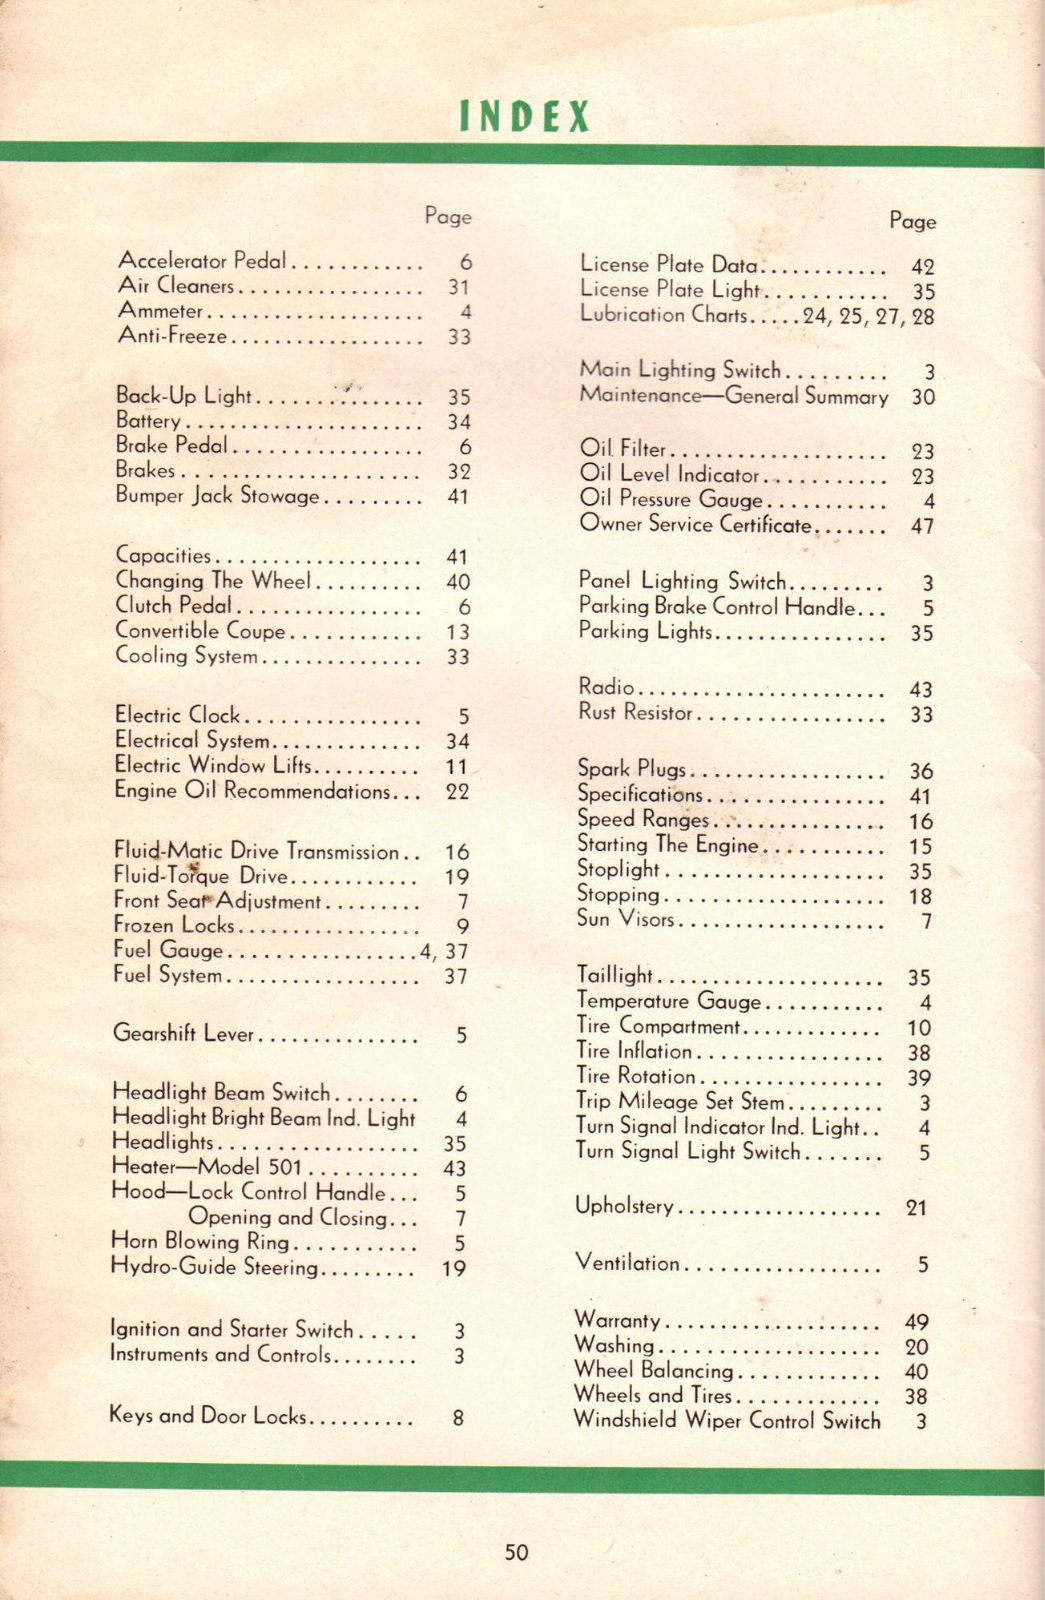 INDEX
Page
Accelerator Pedal............ 6
Air Cleaners................ 31
Ammeter.................. 4
Anti-Freeze................. 33
Back-Up Light.............. 35
Battery.................... 34
Brake Pedal................ 6
Brakes.................... 32
Bumper Jack Stowage......... 41
Capacities.................. 41
Changing The Wheel......... 40
Clutch Pedal................ 6
Convertible Coupe............ 13
Cooling System.............. 33
Electric Clock............... 5
Electrical System............. 34
Electric Window Lifts......... 11
Engine Oil Recommendations... 22
Fluid-Matic Drive Transmission.. 16
Fluid-Torque Drive........... 19
Front Seat Adjustment......... 7
Frozen Locks................ 9
Fuel Gauge................. 4, 37
Fuel System................. 37
Gearshift Lever.............. 5
Headlight Beam Switch........ 6
Headlight Bright Beam Ind. Light 4
Headlights.................. 35
Heater—Model 501.......... 43
Hood—Lock Control Handle... 5
Opening and Closing... 7
Horn Blowing Ring........... 5
Hydro-Guide Steering......... 19
Ignition and Starter Switch..... 3
Instruments and Controls........ 3
Keys and Door Locks.......... 8
Page
License Plate Data........... 42
License Plate Light........... 35
Lubrication Charts.....24, 25, 27, 28
Main Lighting Switch......... 3
Maintenance—General Summary 30
Oil Filter.................... 23
Oil Level Indicator........... 23
Oil Pressure Gauge........... 4
Owner Service Certificate....... 47
Panel Lighting Switch......... 3
Parking Brake Control Handle... 5
Parking Lights............... 35
Radio...................... 43
Rust Resistor................. 33
Spark Plugs.................. 36
Specifications................ 41
Speed Ranges............... 16
Starting The Engine........... 15
Stoplight................... 35
Stopping.................... 18
Sun Visors................... 7
Taillight.................... 35
Temperature Gauge........... 4
Tire Compartment............ 10
Tire Inflation................ 38
Tire Rotation................ 39
Trip Mileage Set Stem......... 3
Turn Signal Indicator Ind. Light.. 4
Turn Signal Light Switch....... 5
Upholstery.................. 21
Ventilation................. 5
Warranty................... 49
Washing................... 20
Wheel Balancing............. 40
Wheels and Tires............. 38
Windshield Wiper Control Switch 3
50